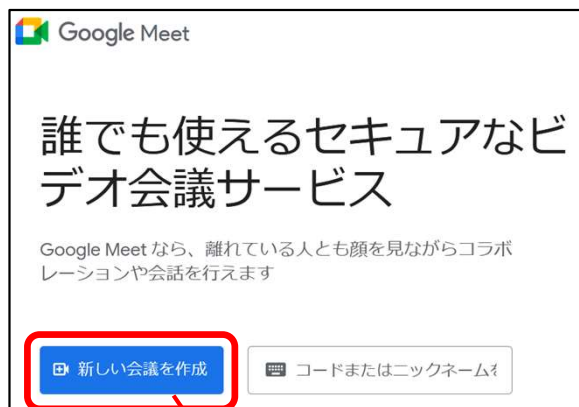 Google Meet
誰でも使えるセキュアなビ
デオ会議サービス
Google Meet なら、離れている人とも顔を見ながらコラボ
レーションや会話を行えます
新しい会議を作成
コードまたはニックネームを